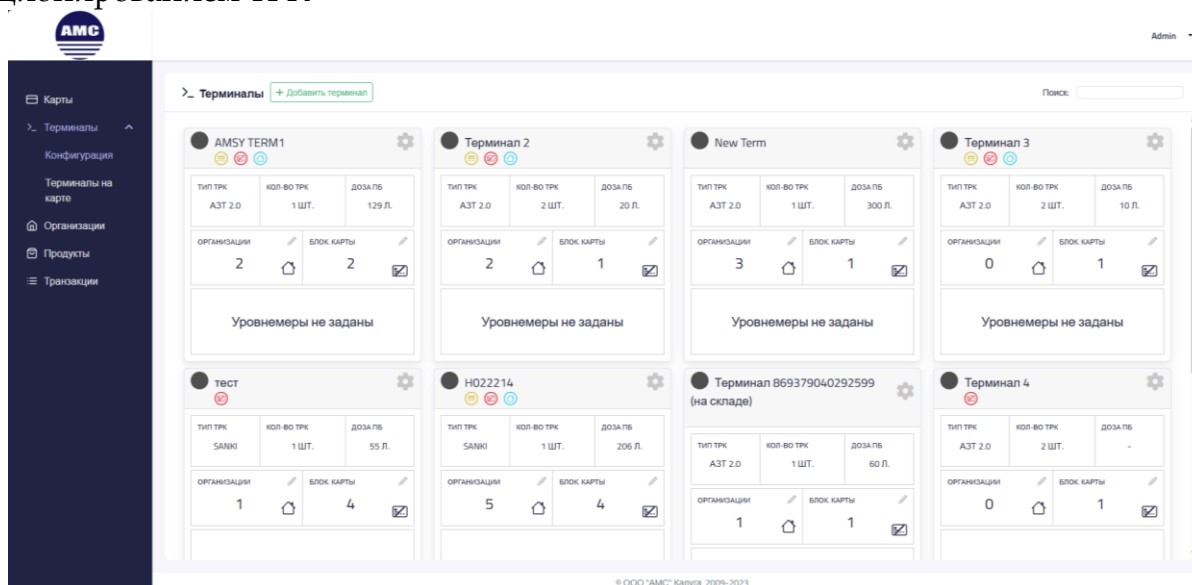 АМС
Admin
Карты
>_ Терминалы
Конфигурация
Терминалы на
карте
Организации
Продукты
Транзакции
>_ Терминалы + Добавить терминал
Поиск:
AMSY TERM1
ТИП ТРК КОЛ-ВО ТРК ДОЗА ПБ
АЗТ 2.0 1 ШТ. 129 Л.
ОРГАНИЗАЦИИ БЛОК. КАРТЫ
2 2
Уровнемеры не заданы
Терминал 2
ТИП ТРК КОЛ-ВО ТРК ДОЗА ПБ
АЗТ 2.0 2 ШТ. 20 Л.
ОРГАНИЗАЦИИ БЛОК. КАРТЫ
2 1
Уровнемеры не заданы
New Term
ТИП ТРК КОЛ-ВО ТРК ДОЗА ПБ
АЗТ 2.0 1 ШТ. 300 Л.
ОРГАНИЗАЦИИ БЛОК. КАРТЫ
3 1
Уровнемеры не заданы
Терминал 3
ТИП ТРК КОЛ-ВО ТРК ДОЗА ПБ
АЗТ 2.0 2 ШТ. 10 Л.
ОРГАНИЗАЦИИ БЛОК. КАРТЫ
0 1
Уровнемеры не заданы
тест
ТИП ТРК КОЛ-ВО ТРК ДОЗА ПБ
SANKI 1 ШТ. 55 Л.
ОРГАНИЗАЦИИ БЛОК. КАРТЫ
1 4
H022214
ТИП ТРК КОЛ-ВО ТРК ДОЗА ПБ
SANKI 1 ШТ. 206 Л.
ОРГАНИЗАЦИИ БЛОК. КАРТЫ
5 4
Терминал 869379040292599
(на складе)
ТИП ТРК КОЛ-ВО ТРК ДОЗА ПБ
АЗТ 2.0 1 ШТ. 60 Л.
ОРГАНИЗАЦИИ БЛОК. КАРТЫ
1 1
Терминал 4
ТИП ТРК КОЛ-ВО ТРК ДОЗА ПБ
АЗТ 2.0 2 ШТ. -
ОРГАНИЗАЦИИ БЛОК. КАРТЫ
0 1
© ООО "АМС" Калуга, 2009-2023